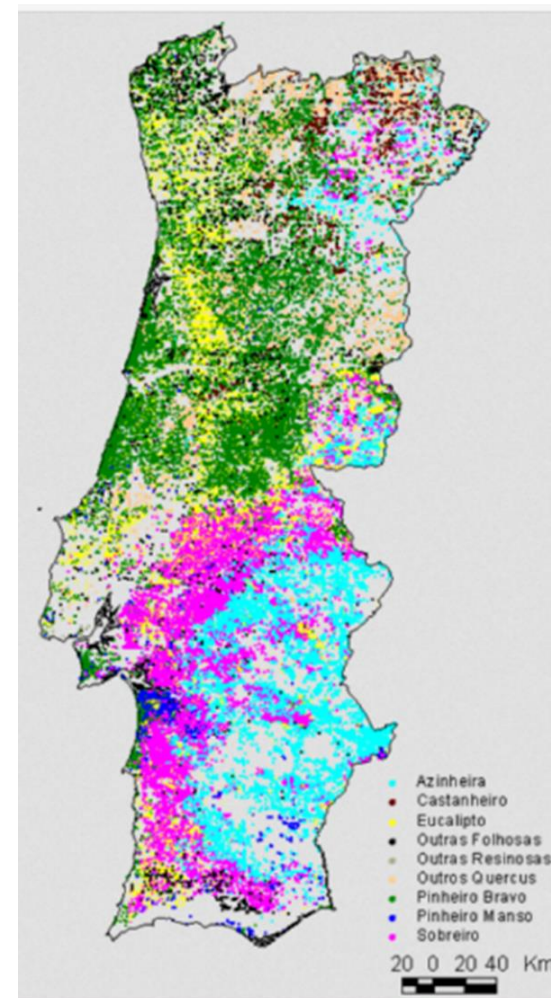 Azinheira
Castanheiro
Eucalipto
Outras Folhosas
Outras Resinosas
Outros Quercus
Pinheiro Bravo
Pinheiro Manso
Sobreiro
20 0 20 40 Km